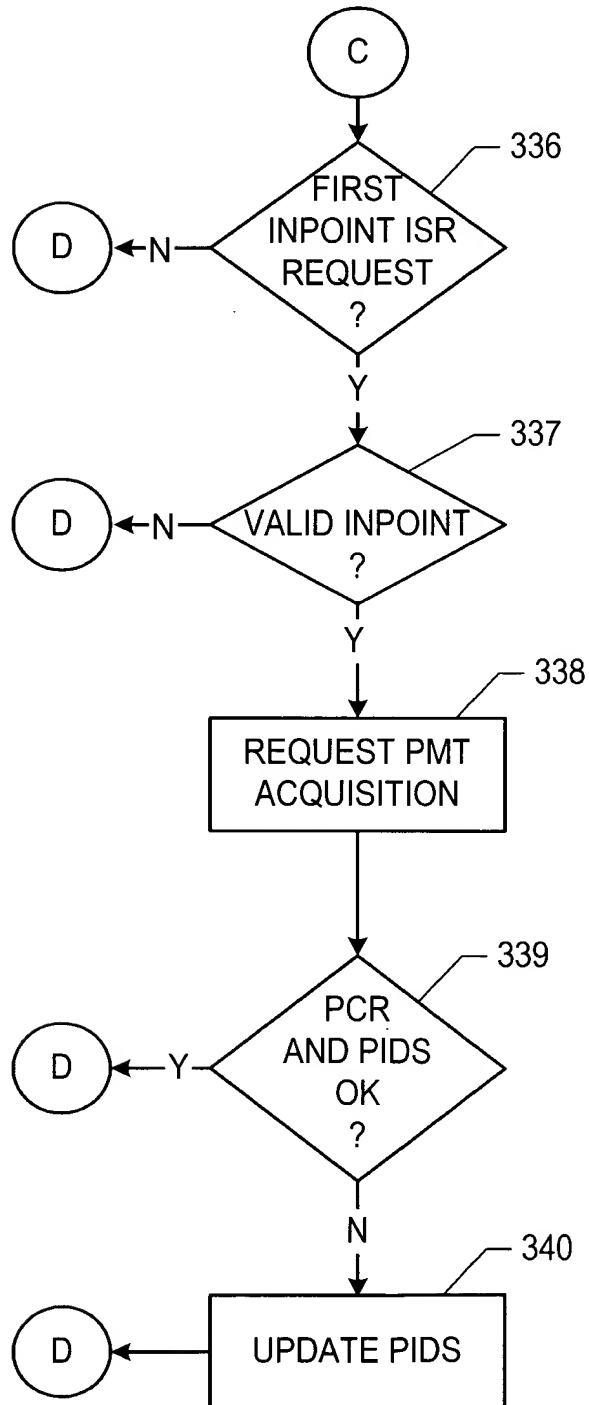 C
336
FIRST
INPOINT ISR
REQUEST
?
D
N
Y
337
VALID INPOINT
?
D
N
Y
338
REQUEST PMT
ACQUISITION
339
PCR
AND PIDS
OK
?
D
Y
N
340
UPDATE PIDS
D